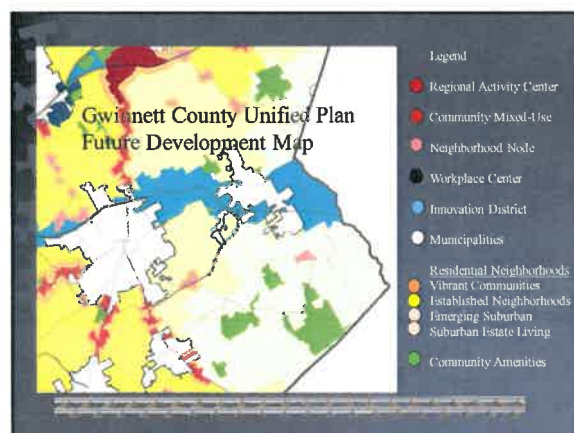 Gwinnett County Unified Plan
Future Development Map
Legend
Regional Activity Center
Community Mixed-Use
Neighborhood Node
Workplace Center
Innovation District
Municipalities
Residential Neighborhoods
Vibrant Communities
Established Neighborhoods
Emerging Suburban
Suburban Estate Living
Community Amenities